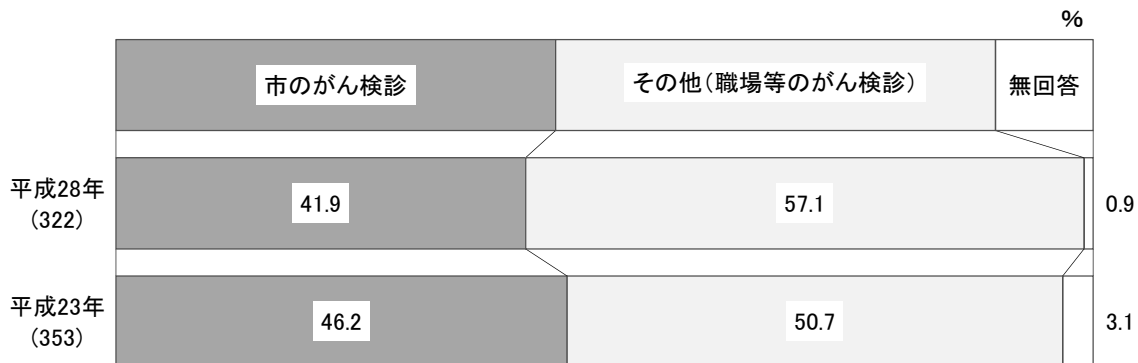 %
市のがん検診 その他(職場等のがん検診) 無回答
平成28年
(322)
41.9 57.1 0.9
平成23年
(353)
46.2 50.7 3.1